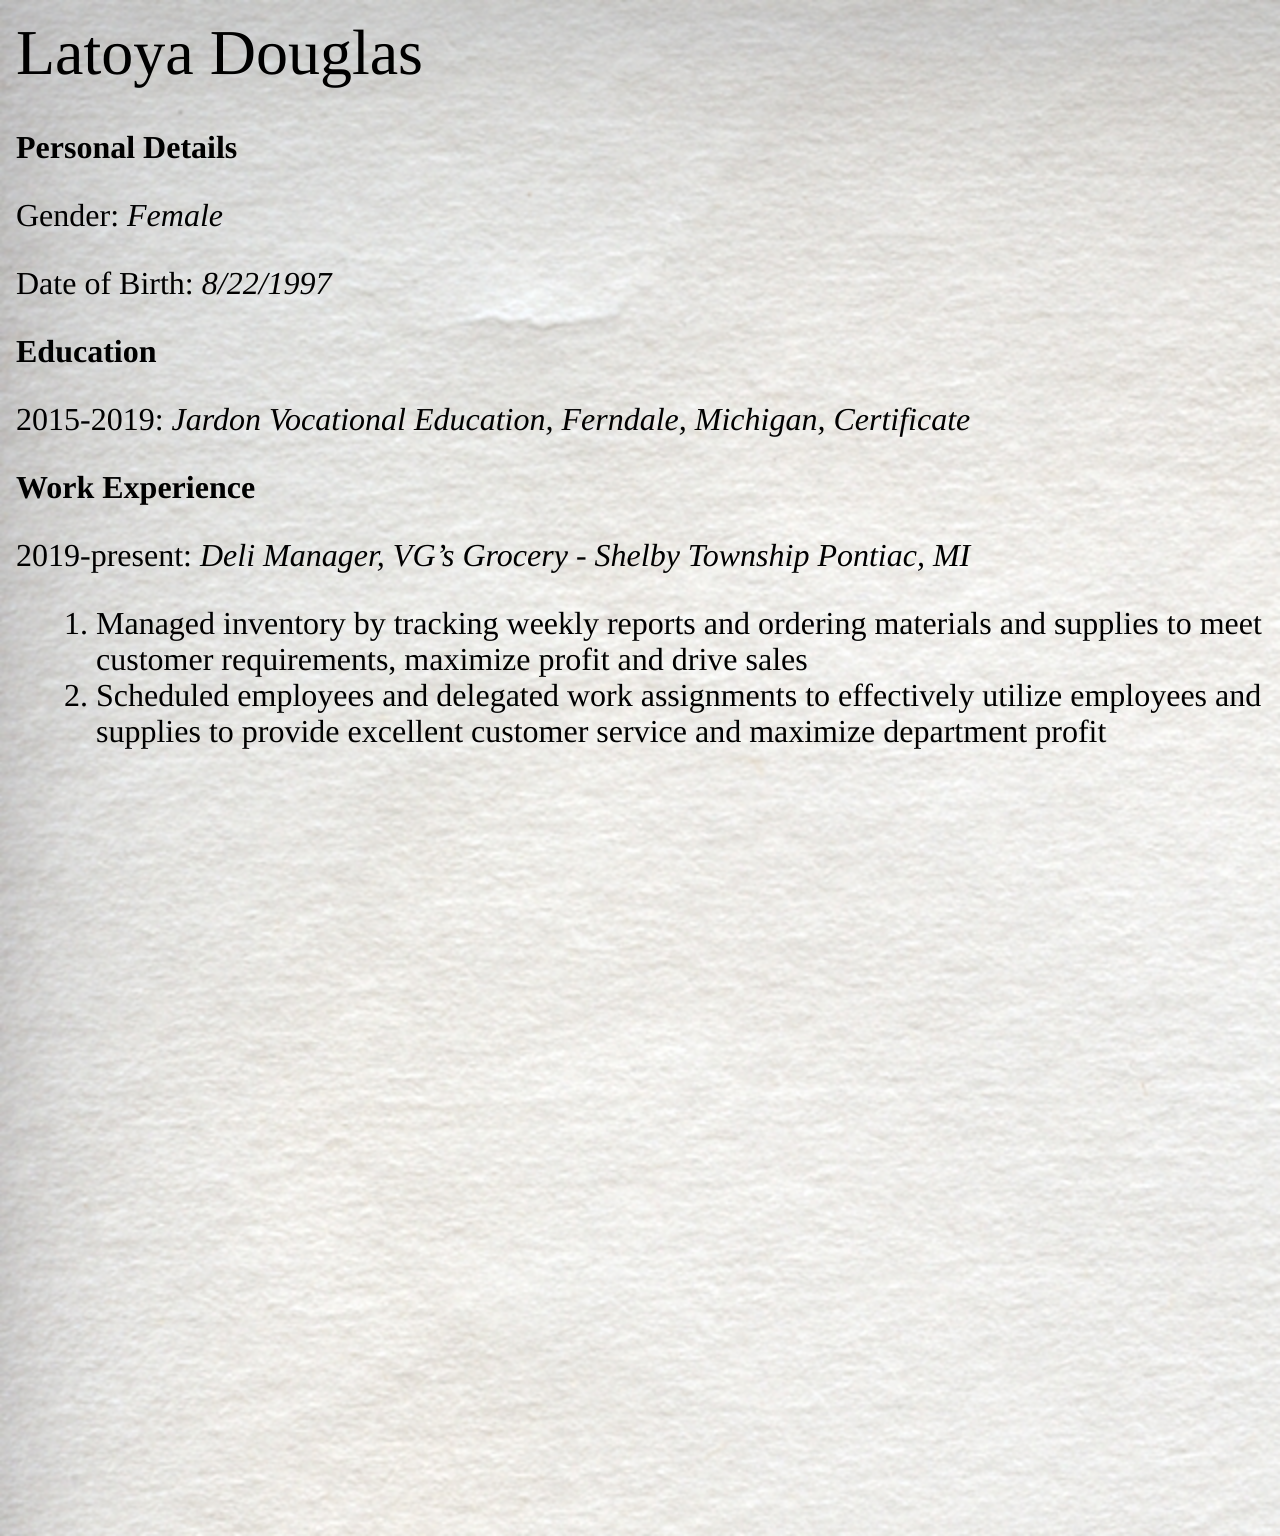 Latoya Douglas
Personal Details
Gender: Female
Date of Birth: 8/22/1997
Education
2015-2019: Jardon Vocational Education, Ferndale, Michigan, Certificate
Work Experience
2019-present: Deli Manager, VG’s Grocery - Shelby Township Pontiac, MI
1. Managed inventory by tracking weekly reports and ordering materials and supplies to meet
customer requirements, maximize profit and drive sales
2. Scheduled employees and delegated work assignments to effectively utilize employees and
supplies to provide excellent customer service and maximize department profit